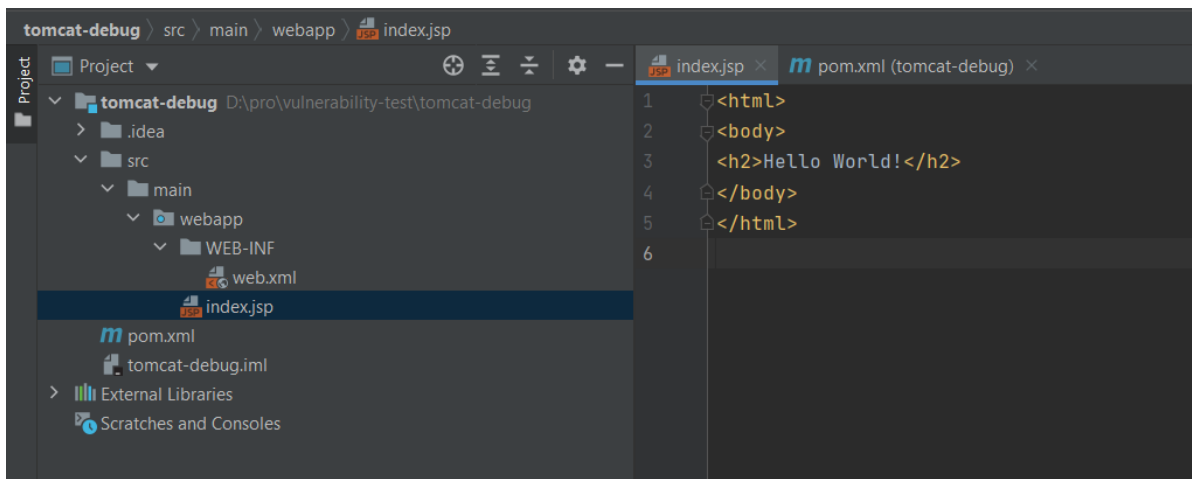 tomcat-debug 〉 src 〉 main 〉 webapp 〉 index.jsp
Project
Project
tomcat-debug D:\pro\vulnerability-test\tomcat-debug
.idea
src
main
webapp
WEB-INF
web.xml
index.jsp
pom.xml
tomcat-debug.iml
External Libraries
Scratches and Consoles
index.jsp × pom.xml (tomcat-debug) ×
1 <html>
2 <body>
3 <h2>Hello World!</h2>
4 </body>
5 </html>
6